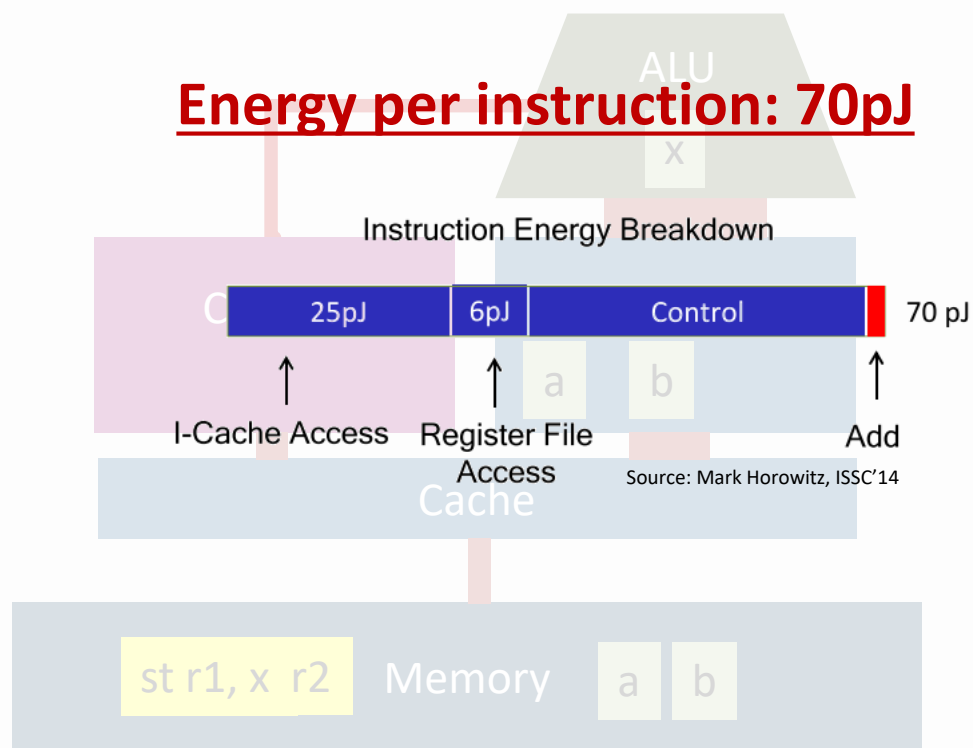 ALU
Energy per instruction: 70pJ
x
Instruction Energy Breakdown
C
25pJ 6pJ Control 70 pJ
a b
I-Cache Access Register File Access Add
Source: Mark Horowitz, ISSC’14
Cache
st r1, x r2 Memory a b